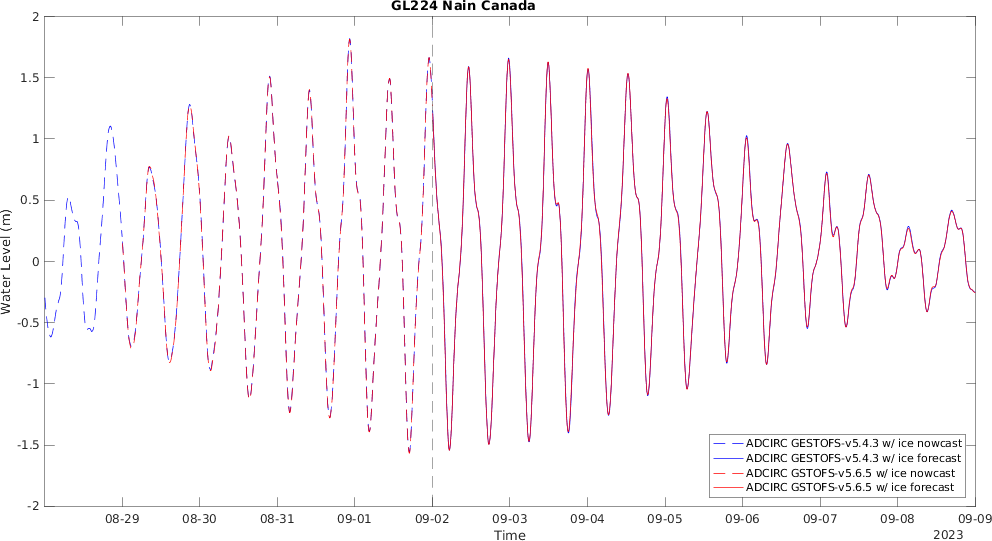 GL224 Nain Canada
2
1.5
1
0.5
0
-0.5
-1
-1.5
-2
Water Level (m)
ADCIRC GESTOFS-v5.4.3 w/ ice nowcast
ADCIRC GESTOFS-v5.4.3 w/ ice forecast
ADCIRC GSTOFS-v5.6.5 w/ ice nowcast
ADCIRC GSTOFS-v5.6.5 w/ ice forecast
08-29 08-30 08-31 09-01 09-02 09-03 09-04 09-05 09-06 09-07 09-08 09-09
Time
2023